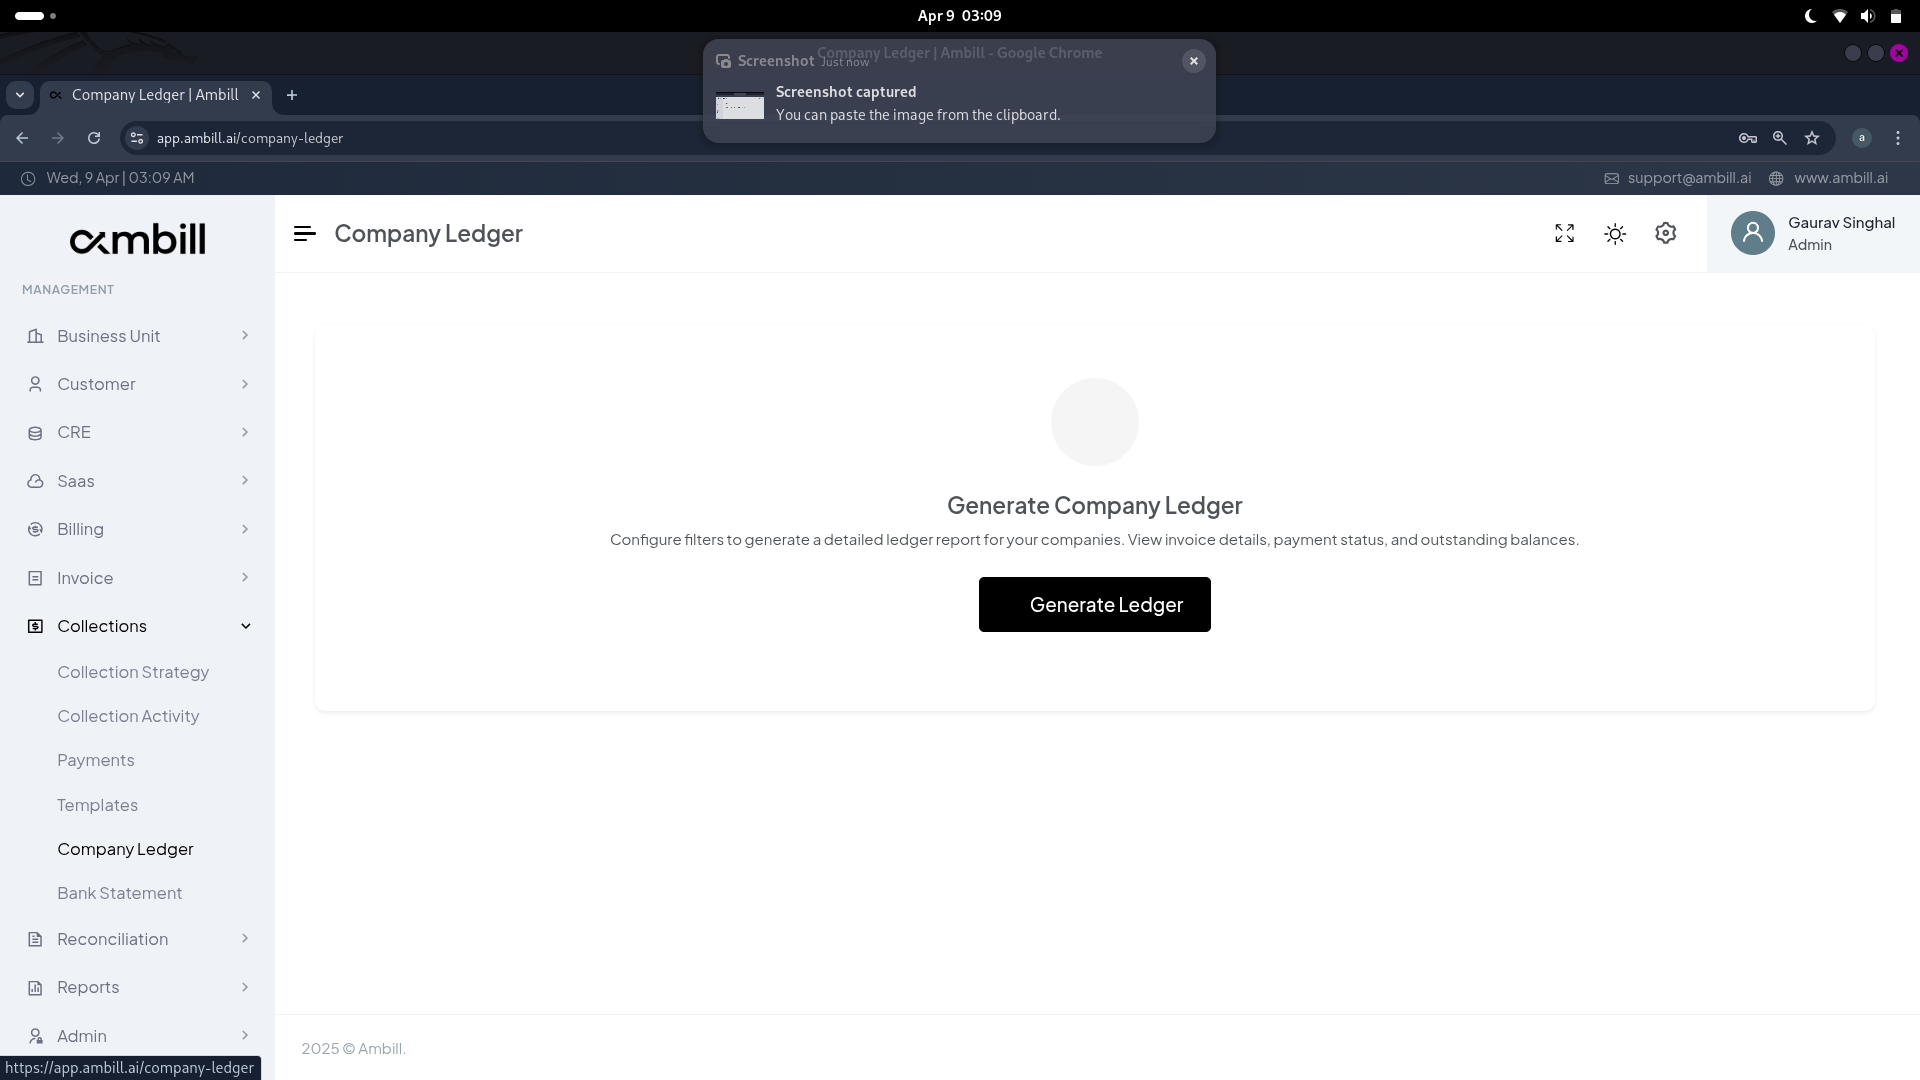 Apr 9 03:09
Company Ledger | Ambill - Google Chrome
Screenshot Just now
Screenshot captured
You can paste the image from the clipboard.
Company Ledger | Ambill
app.ambill.ai/company-ledger
a
Wed, 9 Apr | 03:09 AM
support@ambill.ai
www.ambill.ai
ambill
Company Ledger
Gaurav Singhal
Admin
MANAGEMENT
Business Unit
Customer
CRE
Saas
Billing
Invoice
Collections
Collection Strategy
Collection Activity
Payments
Templates
Company Ledger
Bank Statement
Reconciliation
Reports
Admin
Generate Company Ledger
Configure filters to generate a detailed ledger report for your companies. View invoice details, payment status, and outstanding balances.
Generate Ledger
2025 © Ambill.
https://app.ambill.ai/company-ledger